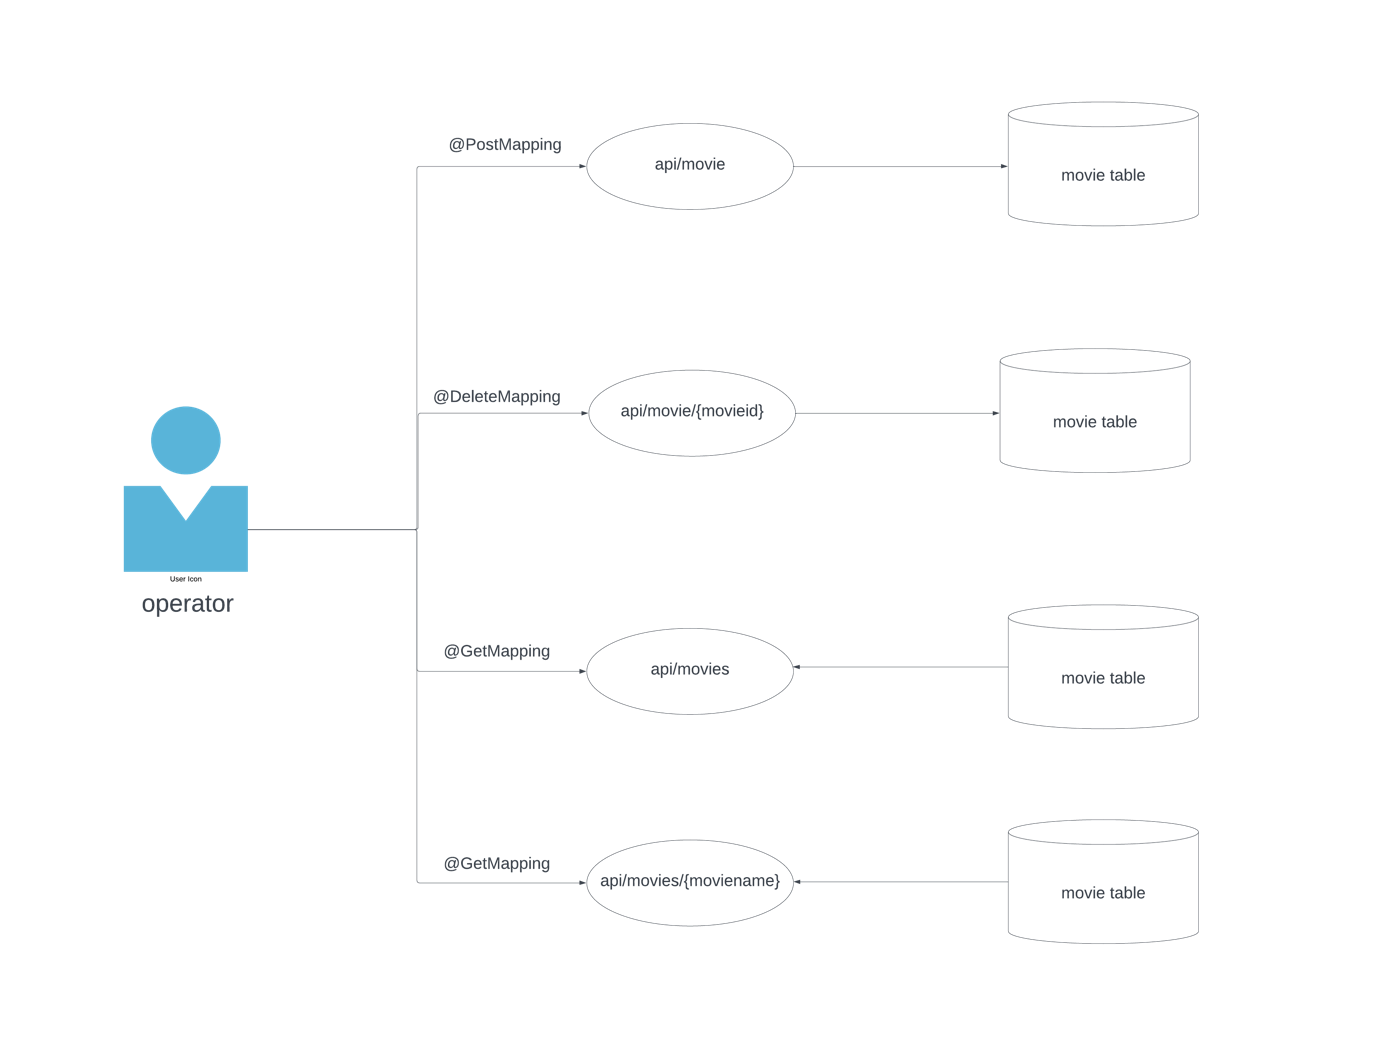 @PostMapping
api/movie
movie table
@DeleteMapping
api/movie/{movieid}
movie table
User Icon
operator
@GetMapping
api/movies
movie table
@GetMapping
api/movies/{moviename}
movie table